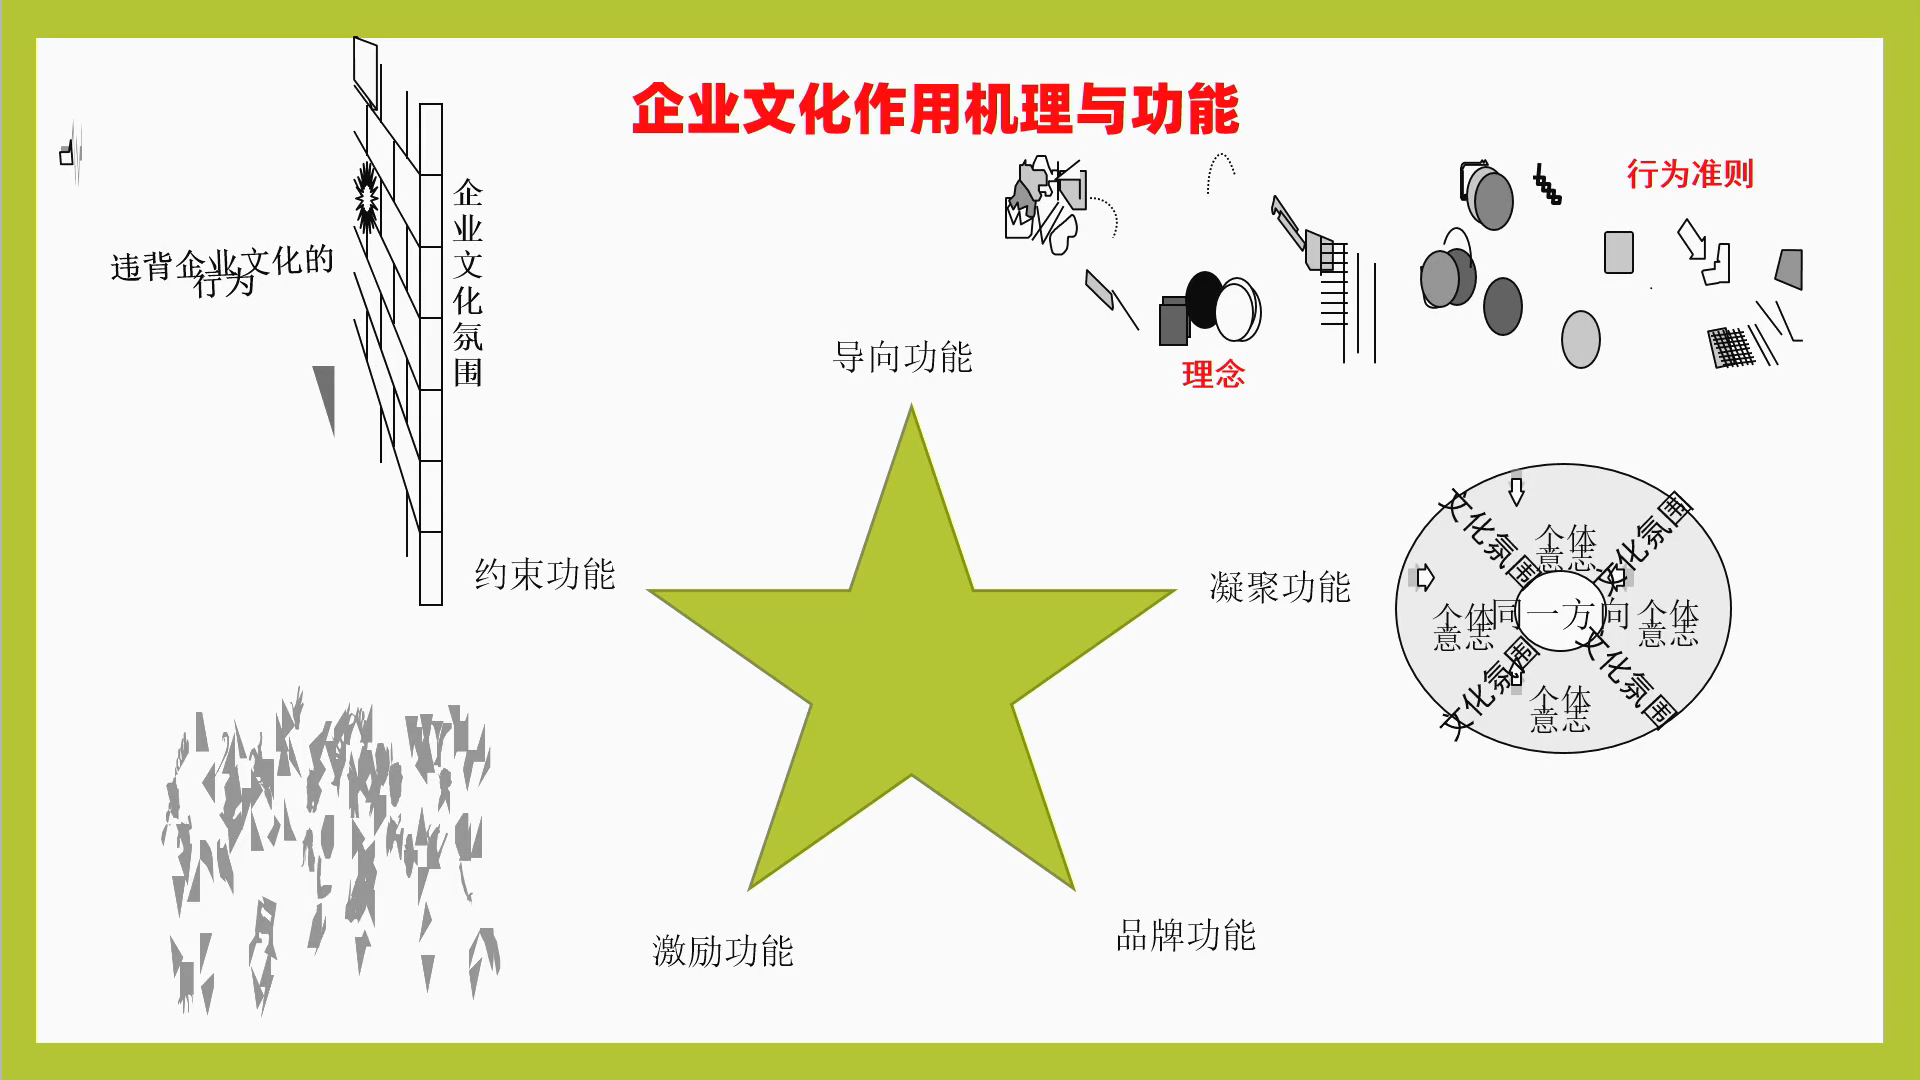 企业文化作用机理与功能
行为准则
企业文化氛围
违背企业文化的
行为
导向功能
理念
约束功能
凝聚功能
文化氛围
文化氛围
个体
意志
个体
意志
同一方向
个体
意志
文化氛围
文化氛围
个体
意志
激励功能
品牌功能